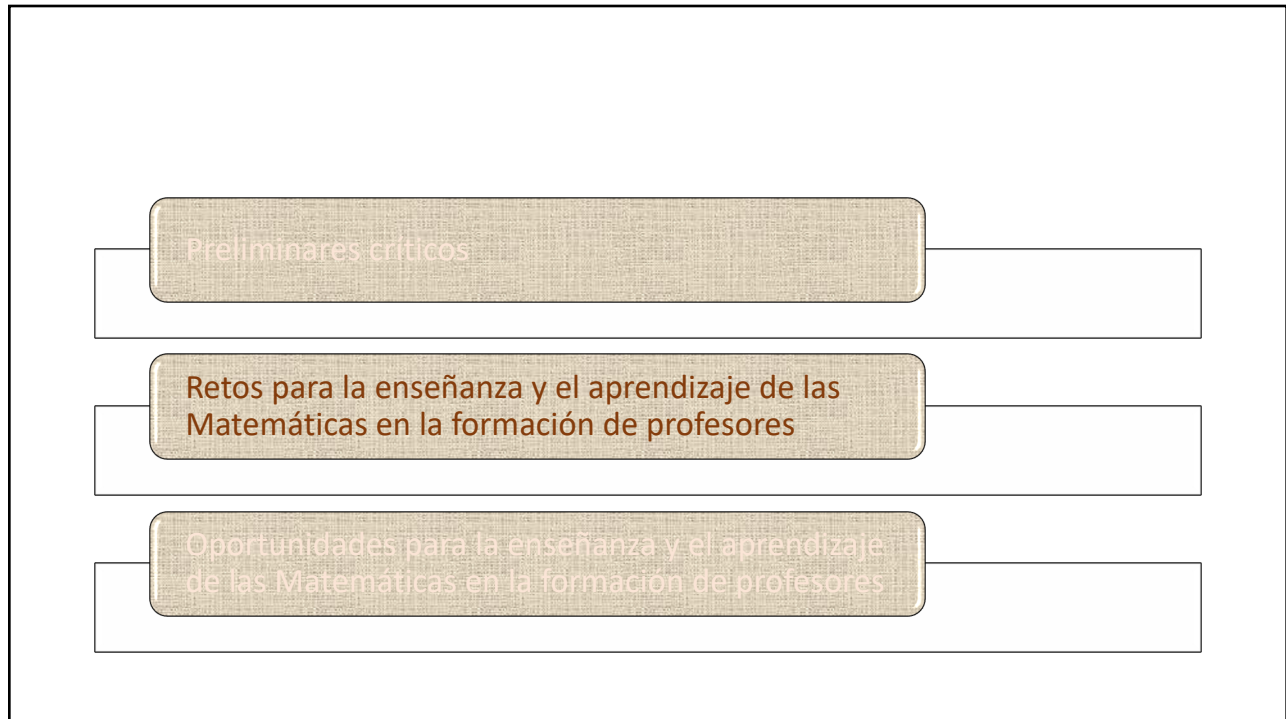 Preliminares críticos
Retos para la enseñanza y el aprendizaje de las
Matemáticas en la formación de profesores
Oportunidades para la enseñanza y el aprendizaje
de las Matemáticas en la formación de profesores